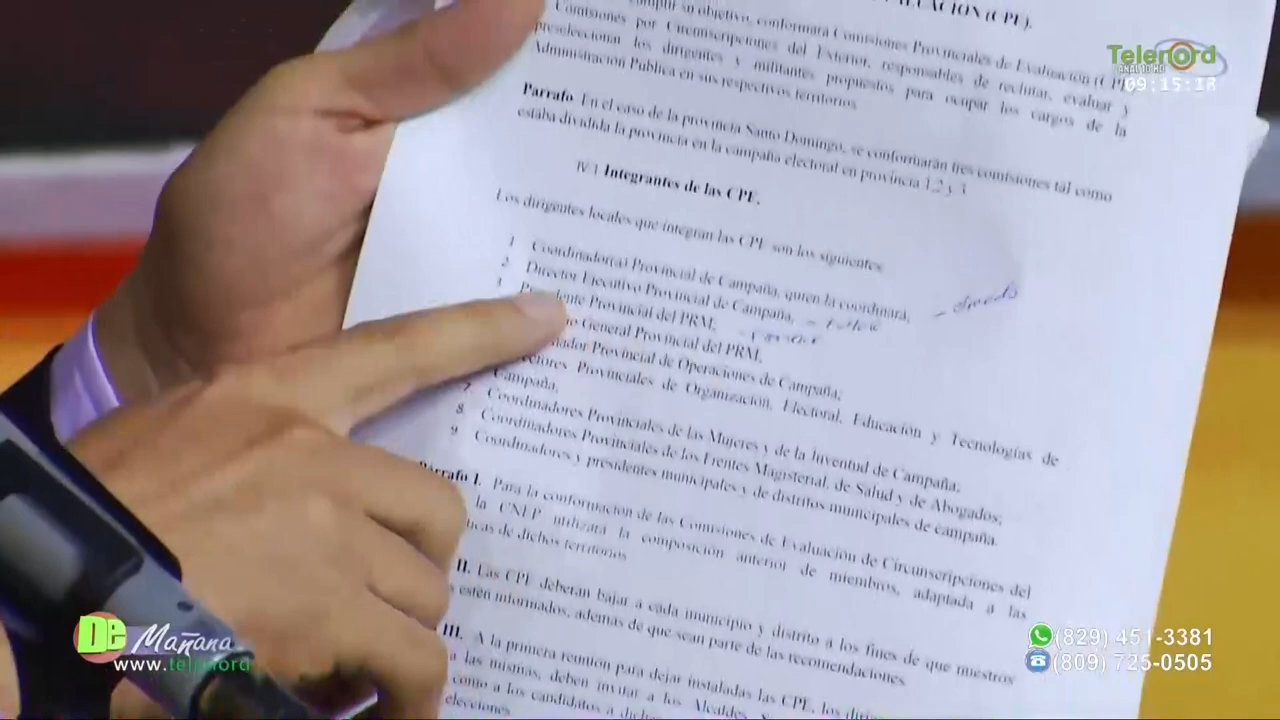 EVALUACIÓN (CPE).
cumplir su objetivo, conformará Comisiones Provinciales de Evaluación (CPE
Comisiones por Circunscripciones del Exterior, responsables de reclutar, evaluar y
preseleccionar los dirigentes y militantes propuestos para ocupar los cargos de la
Administración Pública en sus respectivos territorios
Párrafo En el caso de la provincia Santo Domingo, se conformarán tres comisiones tal como
estaba dividida la provincia en la campaña electoral en provincia 1,2 y 3
IV.1 Integrantes de las CPE.
Los dirigentes locales que integran las CPE son los siguientes
1 Coordinador(a) Provincial de Campaña, quien la coordinará,
2 Director Ejecutivo Provincial de Campaña,
3 Presidente Provincial del PRM,
General Provincial del PRM,
Provincial de Operaciones de Campaña;
Provinciales de Organización, Electoral, Educación y Tecnologías de
Campaña,
7 Coordinadores Provinciales de las Mujeres y de la Juventud de Campaña;
8 Coordinadores Provinciales de los Frentes Magisterial, de Salud y de Abogados;
9 Coordinadores y presidentes municipales y de distritos municipales de campaña.
Párrafo I. Para la conformación de las Comisiones de Evaluación de Circunscripciones del
la CNEP utilizará la composición anterior de miembros, adaptada a las
de dichos territorios
II. Las CPE deberán bajar a cada municipio y distrito a los fines de que nuestros
estén informados, además de que sean parte de las recomendaciones.
III. A la primera reunión para dejar instaladas las CPE, los
a las mismas, deben invitar a los Alcaldes,
como a los candidatos a
elecciones
Telenord
CANAL 10 HD
09:15:18
De Mañana
www.telenord
(829) 451-3381
(809) 725-0505